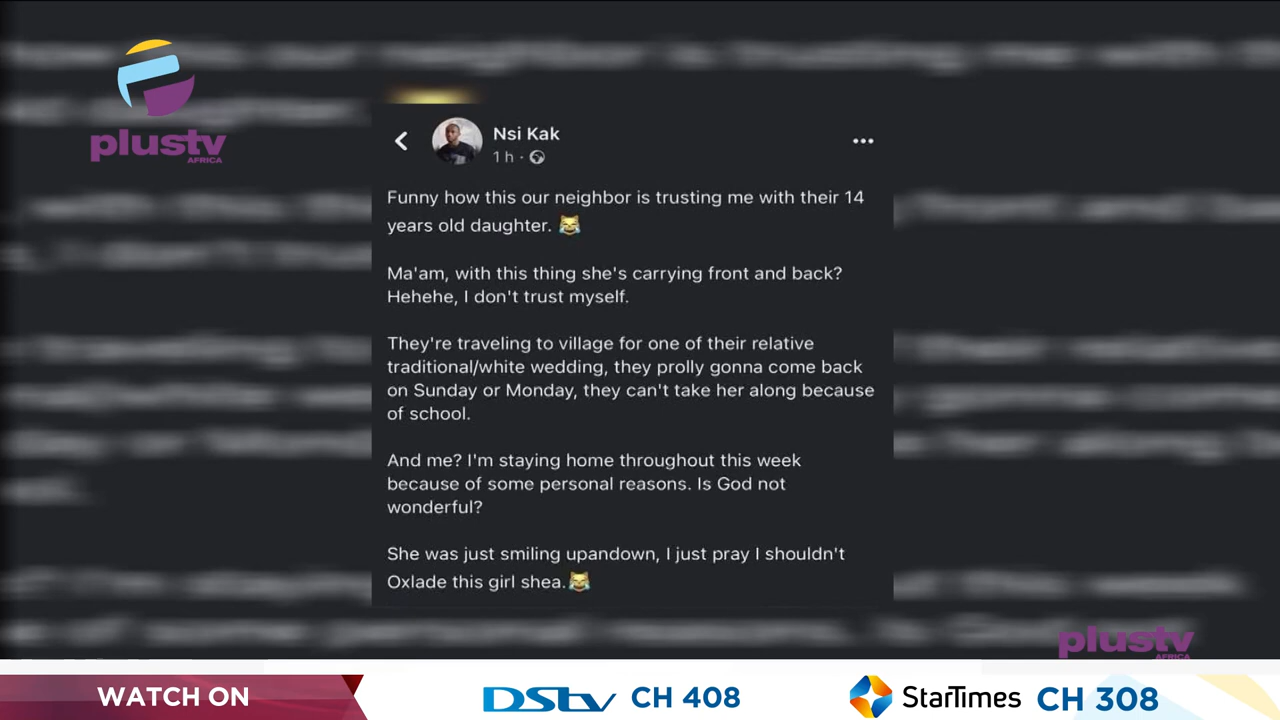 plustv
AFRICA
Nsi Kak
1 h ·
Funny how this our neighbor is trusting me with their 14
years old daughter. 😹
Ma'am, with this thing she's carrying front and back?
Hehehe, I don't trust myself.
They're traveling to village for one of their relative
traditional/white wedding, they prolly gonna come back
on Sunday or Monday, they can't take her along because
of school.
And me? I'm staying home throughout this week
because of some personal reasons. Is God not
wonderful?
She was just smiling upandown, I just pray I shouldn't
Oxlade this girl shea.😹
plustv
AFRICA
WATCH ON
DStv CH 408
StarTimes CH 308